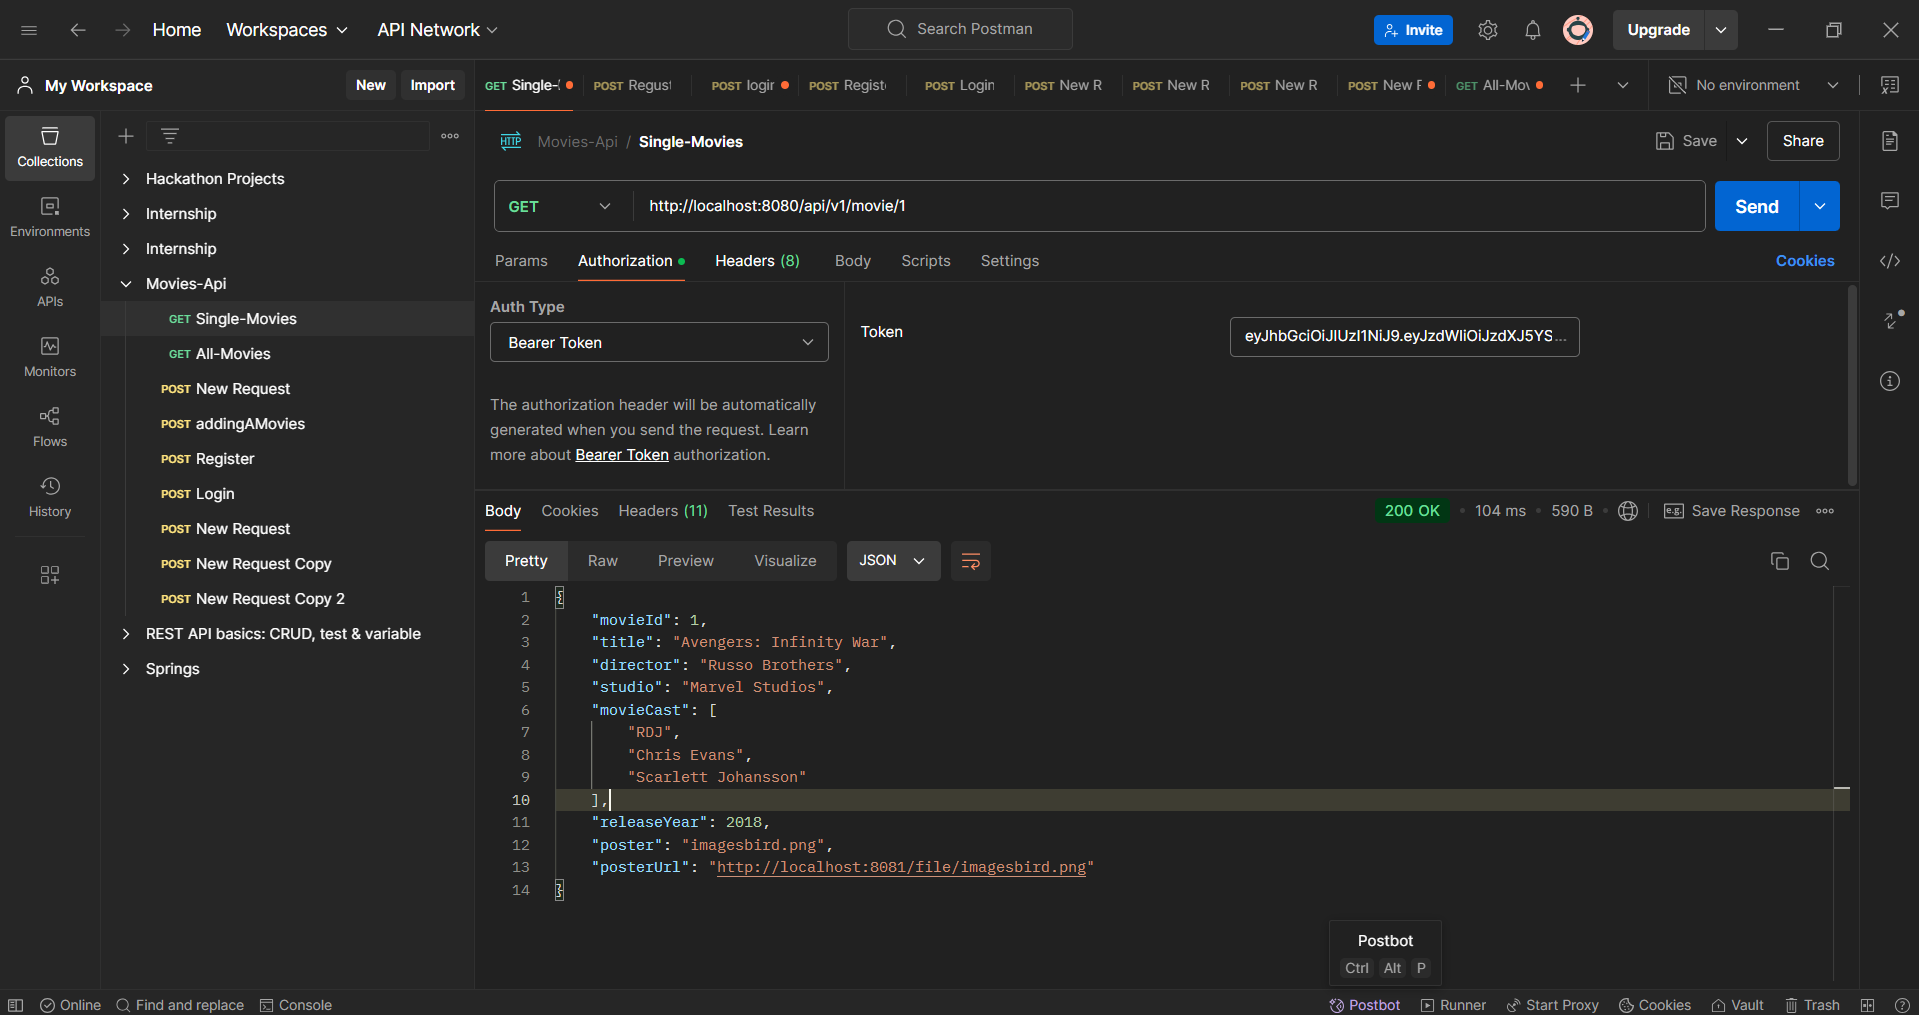 Home Workspaces API Network Search Postman Invite Upgrade
My Workspace New Import
GET Single- POST Regist POST login POST Registe POST Login POST New R POST New R POST New R POST New F GET All-Mov No environment
Collections
Environments
APIs
Monitors
Flows
History
Hackathon Projects
Internship
Internship
Movies-Api
GET Single-Movies
GET All-Movies
POST New Request
POST addingAMovies
POST Register
POST Login
POST New Request
POST New Request Copy
POST New Request Copy 2
REST API basics: CRUD, test & variable
Springs
HTTP Movies-Api / Single-Movies Save Share
GET http://localhost:8080/api/v1/movie/1 Send
Params Authorization Headers (8) Body Scripts Settings Cookies
Auth Type
Bearer Token
Token
eyJhbGciOiJIUzI1NiJ9.eyJzdWIiOiJzdXJ5YS...
The authorization header will be automatically
generated when you send the request. Learn
more about Bearer Token authorization.
Body Cookies Headers (11) Test Results 200 OK • 104 ms • 590 B • e.g. Save Response
Pretty Raw Preview Visualize JSON
1 {
2 "movieId": 1,
3 "title": "Avengers: Infinity War",
4 "director": "Russo Brothers",
5 "studio": "Marvel Studios",
6 "movieCast": [
7 "RDJ",
8 "Chris Evans",
9 "Scarlett Johansson"
10 ],
11 "releaseYear": 2018,
12 "poster": "imagesbird.png",
13 "posterUrl": "http://localhost:8081/file/imagesbird.png"
14 }
Postbot
Ctrl Alt P
Online Find and replace Console Postbot Runner Start Proxy Cookies Vault Trash